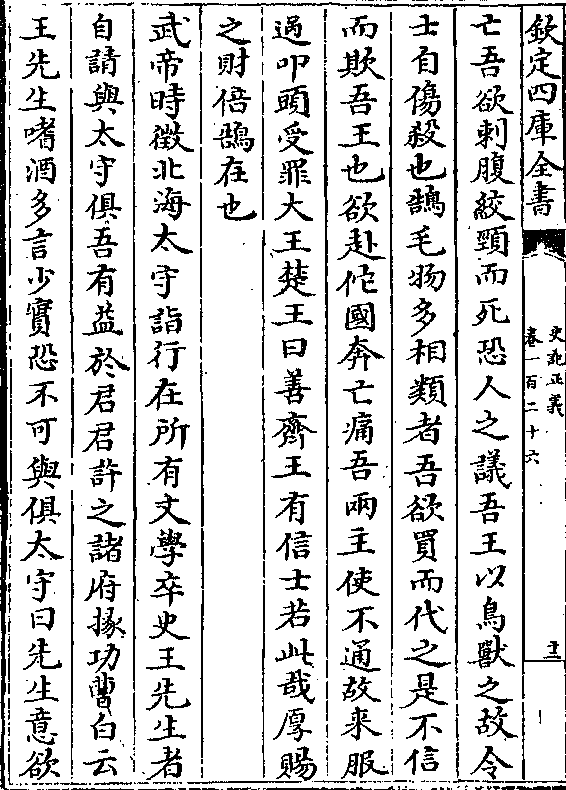 欽定四庫全書
史記正義
卷一百二十六
亡吾欲刺腹絞頸而死恐人之議吾王以鳥獸之故令
士自傷殺也鵠毛物多相類者吾欲買而代之是不信
而欺吾王也欲赴佗國奔亡痛吾兩主使不通故来服
過叩頭受罪大王楚王曰善齊王有信士若此哉厚賜
之財倍鵠在也
武帝時徵北海太守詣行在所有文學卒史王先生者
自請與太守俱吾有益於君君許之諸府掾功曹白云
王先生嗜酒多言少實恐不可與俱太守曰先生意欲